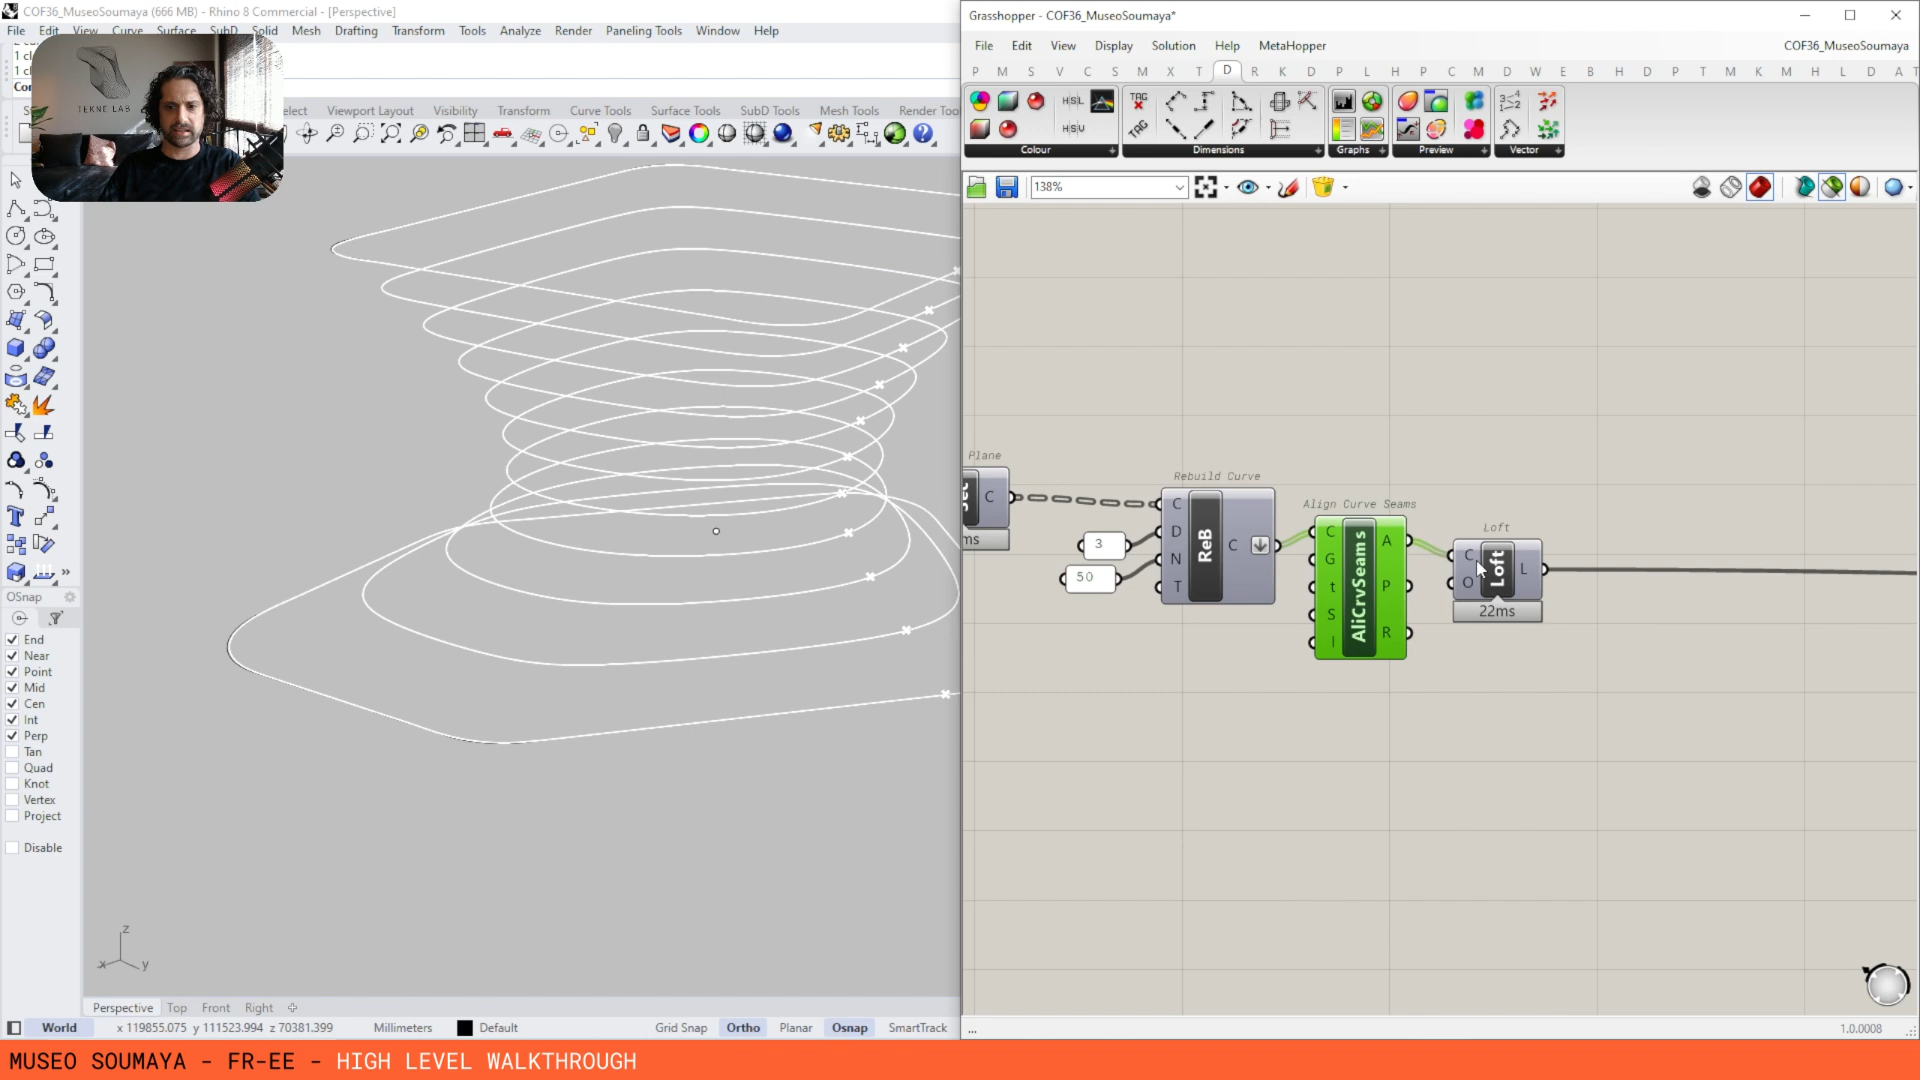 COF36_MuseoSoumaya (666 MB) - Rhino 8 Commercial - [Perspective]
File Edit View Curve Surface SubD Solid Mesh Drafting Transform Tools Analyze Render Paneling Tools Window Help
TEKNE LAB
Viewport Layout Visibility Transform Curve Tools Surface Tools SubD Tools Mesh Tools Render Too
OSnap
End
Near
Point
Mid
Cen
Int
Perp
Tan
Quad
Knot
Vertex
Project
Disable
z
x y
Perspective Top Front Right
World x 119855.075 y 111523.994 z 70381.399 Millimeters Default Grid Snap Ortho Planar Osnap SmartTrack
Grasshopper - COF36_MuseoSoumaya*
File Edit View Display Solution Help MetaHopper COF36_MuseoSoumaya
P M S V C S M X T D R K D P L H P C M D W E B H D P T M K M H L D A T
HSL
HSV
TAG
TAG
Colour Dimensions Graphs Preview Vector
138%
Plane
C
ms
3
50
Rebuild Curve
C D N T
ReB
C
Align Curve Seams
C G t S I
AliCrvSeams
A P R
Loft
C O
Loft
L
22ms
...
1.0.0008
MUSEO SOUMAYA - FR-EE - HIGH LEVEL WALKTHROUGH